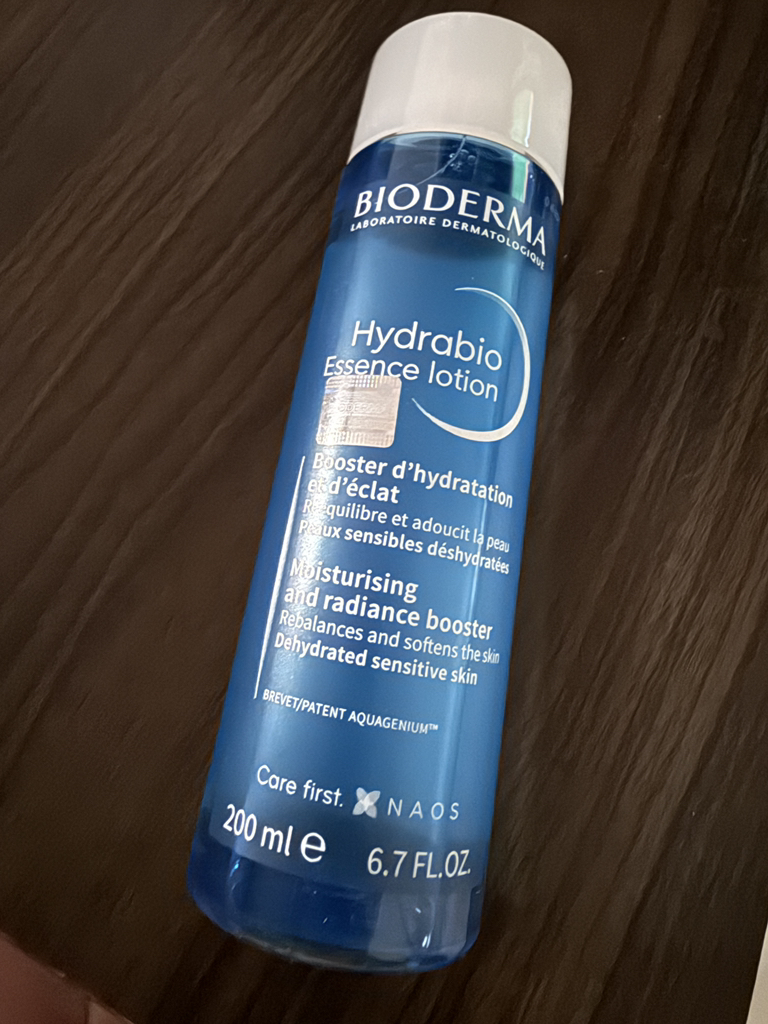 BIODERMA
LABORATOIRE DERMATOLOGIQUE
Hydrabio
Essence lotion
Booster d'hydratation
et d'éclat
Rééquilibre et adoucit la peau
Peaux sensibles déshydratées
Moisturising
and radiance booster
Rebalances and softens the skin
Dehydrated sensitive skin
BREVET/PATENT AQUAGENIUM™
Care first. NAOS
200 ml e 6.7 FL.OZ.